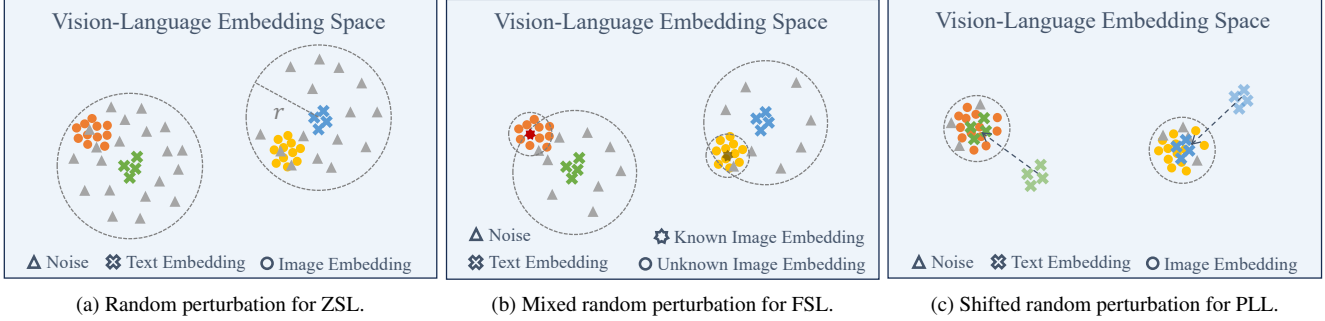 Vision-Language Embedding Space
r
Noise
Text Embedding
Image Embedding
(a) Random perturbation for ZSL.
Vision-Language Embedding Space
Noise
Known Image Embedding
Text Embedding
Unknown Image Embedding
(b) Mixed random perturbation for FSL.
Vision-Language Embedding Space
Noise
Text Embedding
Image Embedding
(c) Shifted random perturbation for PLL.